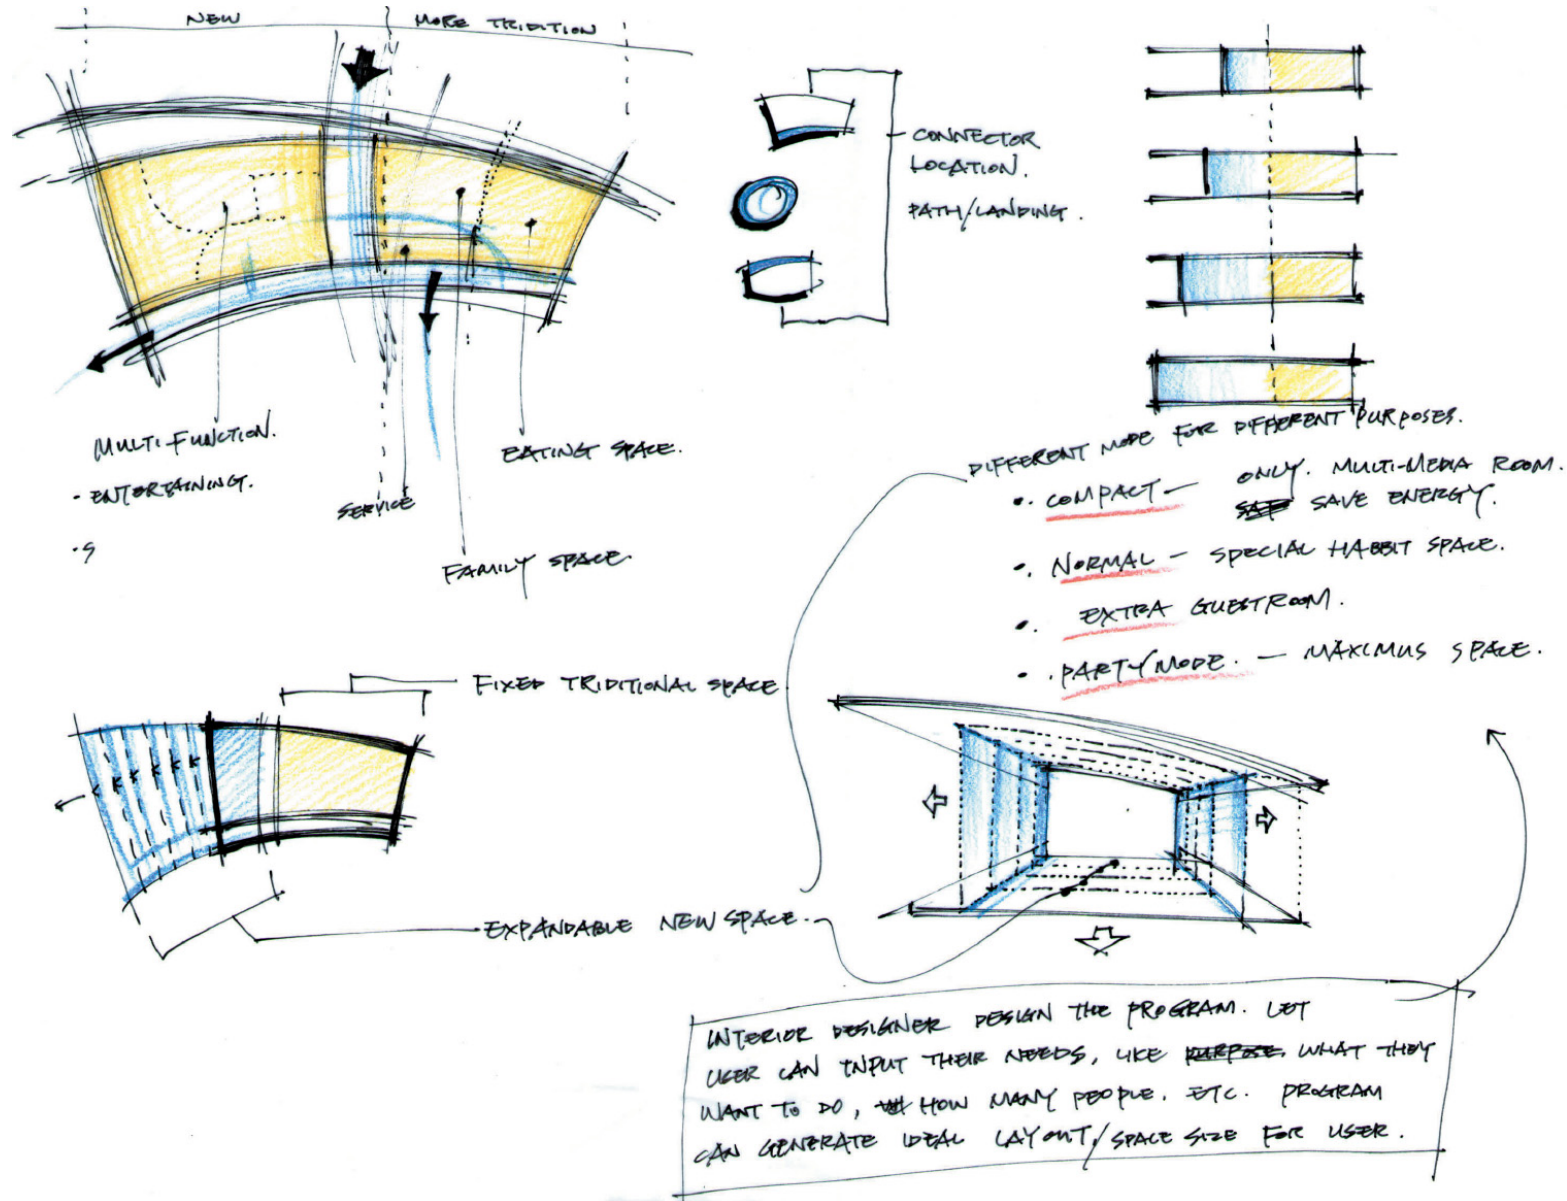 NEW
MORE TRIDITION
CONNECTOR
LOCATION.
PATH/LANDING.
MULTI-FUNCTION.
• ENTERTAINING.
• S
SERVICE
EATING SPACE.
FAMILY SPACE.
DIFFERENT MODE FOR DIFFERENT PURPOSES.
•. COMPACT — ONLY. MULTI-MEDIA ROOM.
SAVE ENERGY.
•. NORMAL — SPECIAL HABBIT SPACE.
•. EXTRA GUESTROOM.
•. PARTY MODE. — MAXIMUS SPACE.
FIXED TRIDITIONAL SPACE
EXPANDABLE NEW SPACE.
INTERIOR DESIGNER DESIGN THE PROGRAM. LET
USER CAN INPUT THEIR NEEDS, LIKE PURPOSE. WHAT THEY
WANT TO DO, HOW MANY PEOPLE. ETC. PROGRAM
CAN GENERATE IDEAL LAYOUT/SPACE SIZE FOR USER.